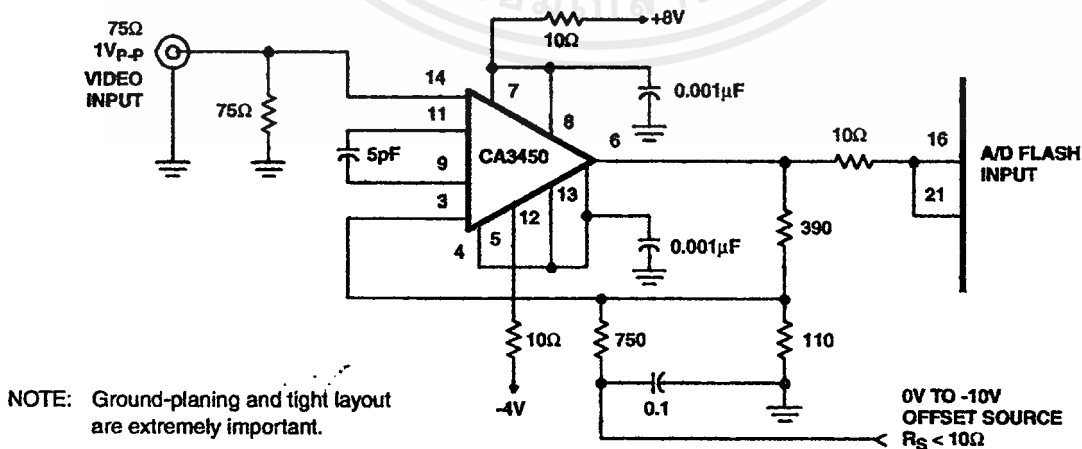 +8V
10Ω
75Ω
1VP-P
VIDEO
INPUT
75Ω
14
7
0.001µF
11
8
5pF
CA3450
6
10Ω
16
A/D FLASH
INPUT
9
21
3
13
12
390
4
5
0.001µF
10Ω
750
110
-4V
0.1
NOTE: Ground-planing and tight layout
are extremely important.
0V TO -10V
OFFSET SOURCE
RS < 10Ω